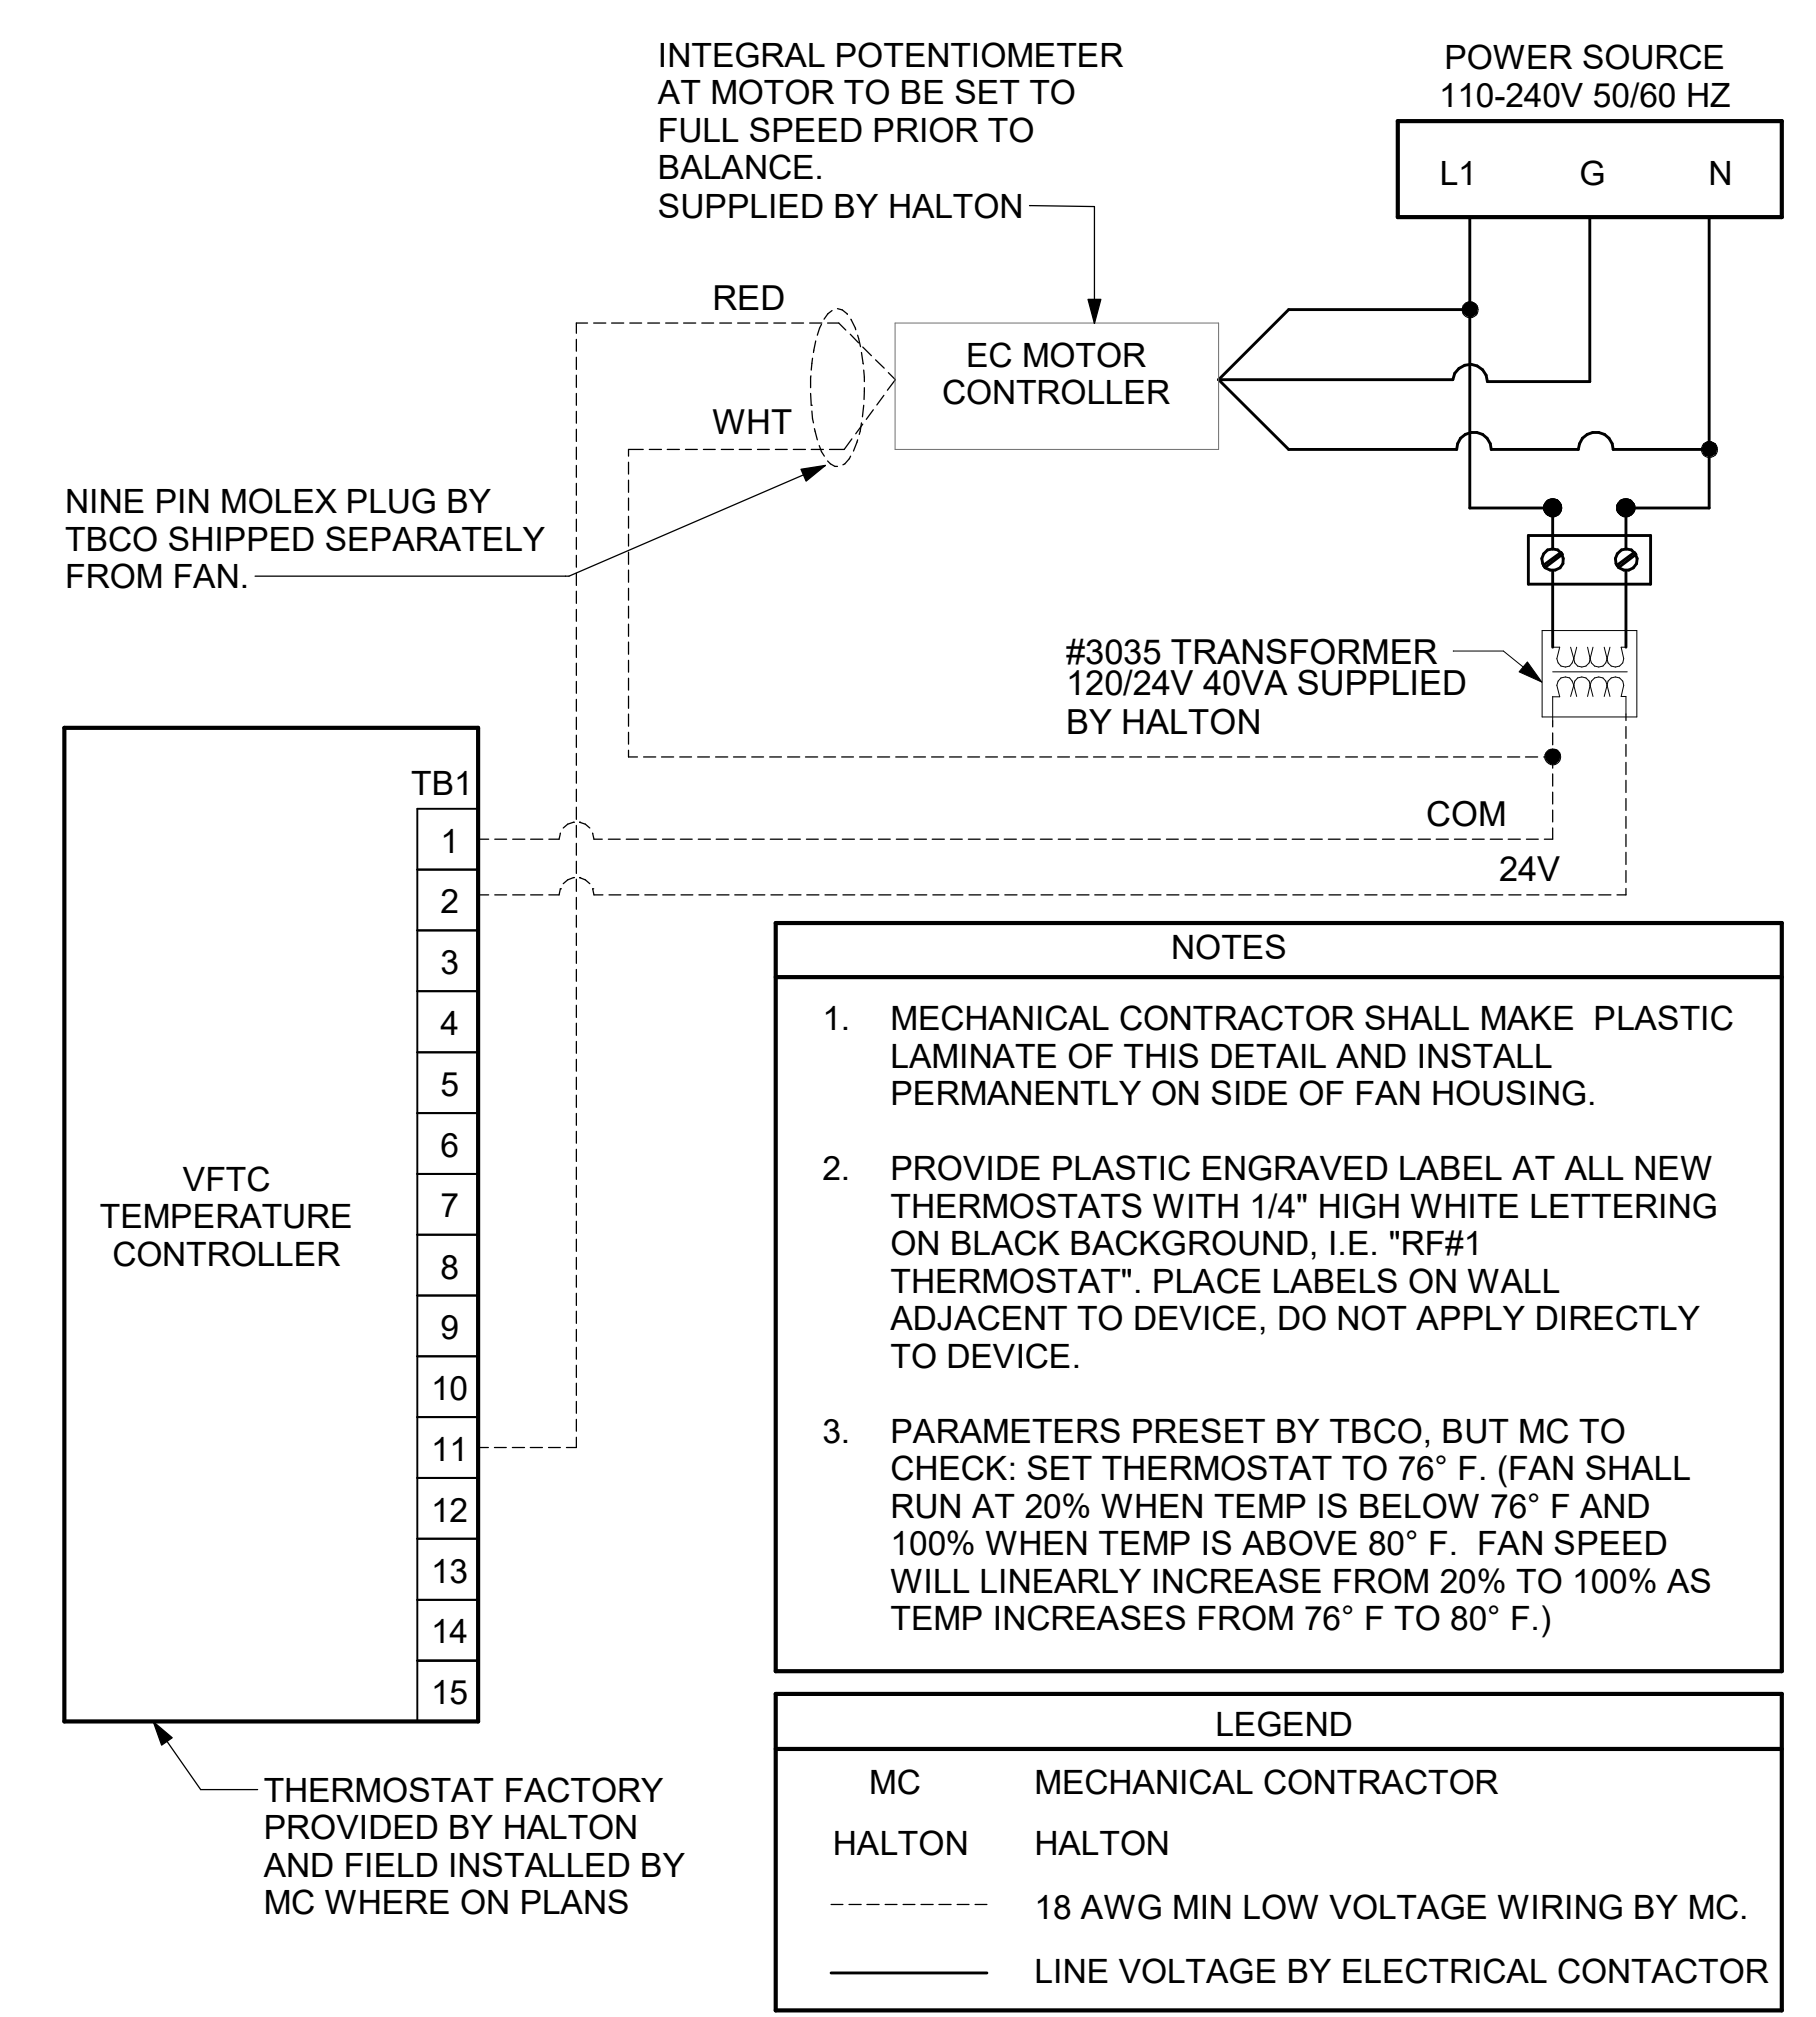 INTEGRAL POTENTIOMETER
AT MOTOR TO BE SET TO
FULL SPEED PRIOR TO
BALANCE.
SUPPLIED BY HALTON
POWER SOURCE
110-240V 50/60 HZ
L1 G N
RED
EC MOTOR
CONTROLLER
WHT
NINE PIN MOLEX PLUG BY
TBCO SHIPPED SEPARATELY
FROM FAN.
#3035 TRANSFORMER
120/24V 40VA SUPPLIED
BY HALTON
COM
24V
TB1
1
2
3
4
5
6
7
8
9
10
11
12
13
14
15
VFTC
TEMPERATURE
CONTROLLER
THERMOSTAT FACTORY
PROVIDED BY HALTON
AND FIELD INSTALLED BY
MC WHERE ON PLANS
NOTES
1. MECHANICAL CONTRACTOR SHALL MAKE PLASTIC
LAMINATE OF THIS DETAIL AND INSTALL
PERMANENTLY ON SIDE OF FAN HOUSING.
2. PROVIDE PLASTIC ENGRAVED LABEL AT ALL NEW
THERMOSTATS WITH 1/4" HIGH WHITE LETTERING
ON BLACK BACKGROUND, I.E. "RF#1
THERMOSTAT". PLACE LABELS ON WALL
ADJACENT TO DEVICE, DO NOT APPLY DIRECTLY
TO DEVICE.
3. PARAMETERS PRESET BY TBCO, BUT MC TO
CHECK: SET THERMOSTAT TO 76° F. (FAN SHALL
RUN AT 20% WHEN TEMP IS BELOW 76° F AND
100% WHEN TEMP IS ABOVE 80° F. FAN SPEED
WILL LINEARLY INCREASE FROM 20% TO 100% AS
TEMP INCREASES FROM 76° F TO 80° F.)
LEGEND
MC MECHANICAL CONTRACTOR
HALTON HALTON
18 AWG MIN LOW VOLTAGE WIRING BY MC.
LINE VOLTAGE BY ELECTRICAL CONTACTOR